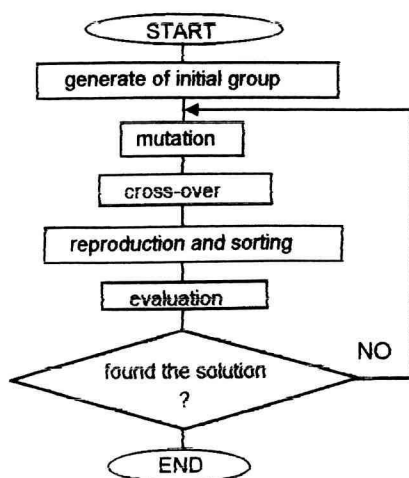 START
generate of initial group
mutation
cross-over
reproduction and sorting
evaluation
found the solution
?
NO
END